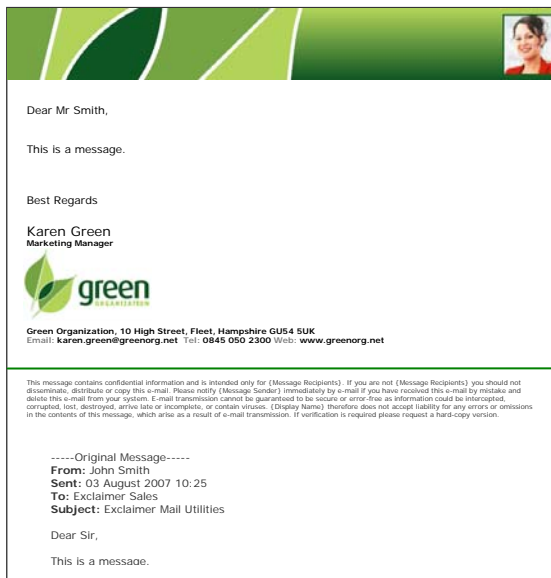 Dear Mr Smith,
This is a message.
Best Regards
Karen Green
Marketing Manager
green
ORGANIZATION
Green Organization, 10 High Street, Fleet, Hampshire GU54 5UK
Email: karen.green@greenorg.net Tel: 0845 050 2300 Web: www.greenorg.net
This message contains confidential information and is intended only for {Message Recipients}. If you are not {Message Recipients} you should not
disseminate, distribute or copy this e-mail. Please notify {Message Sender} immediately by e-mail if you have received this e-mail by mistake and
delete this e-mail from your system. E-mail transmission cannot be guaranteed to be secure or error-free as information could be intercepted,
corrupted, lost, destroyed, arrive late or incomplete, or contain viruses. {Display Name} therefore does not accept liability for any errors or omissions
in the contents of this message, which arise as a result of e-mail transmission. If verification is required please request a hard-copy version.
-----Original Message-----
From: John Smith
Sent: 03 August 2007 10:25
To: Exclaimer Sales
Subject: Exclaimer Mail Utilities
Dear Sir,
This is a message.